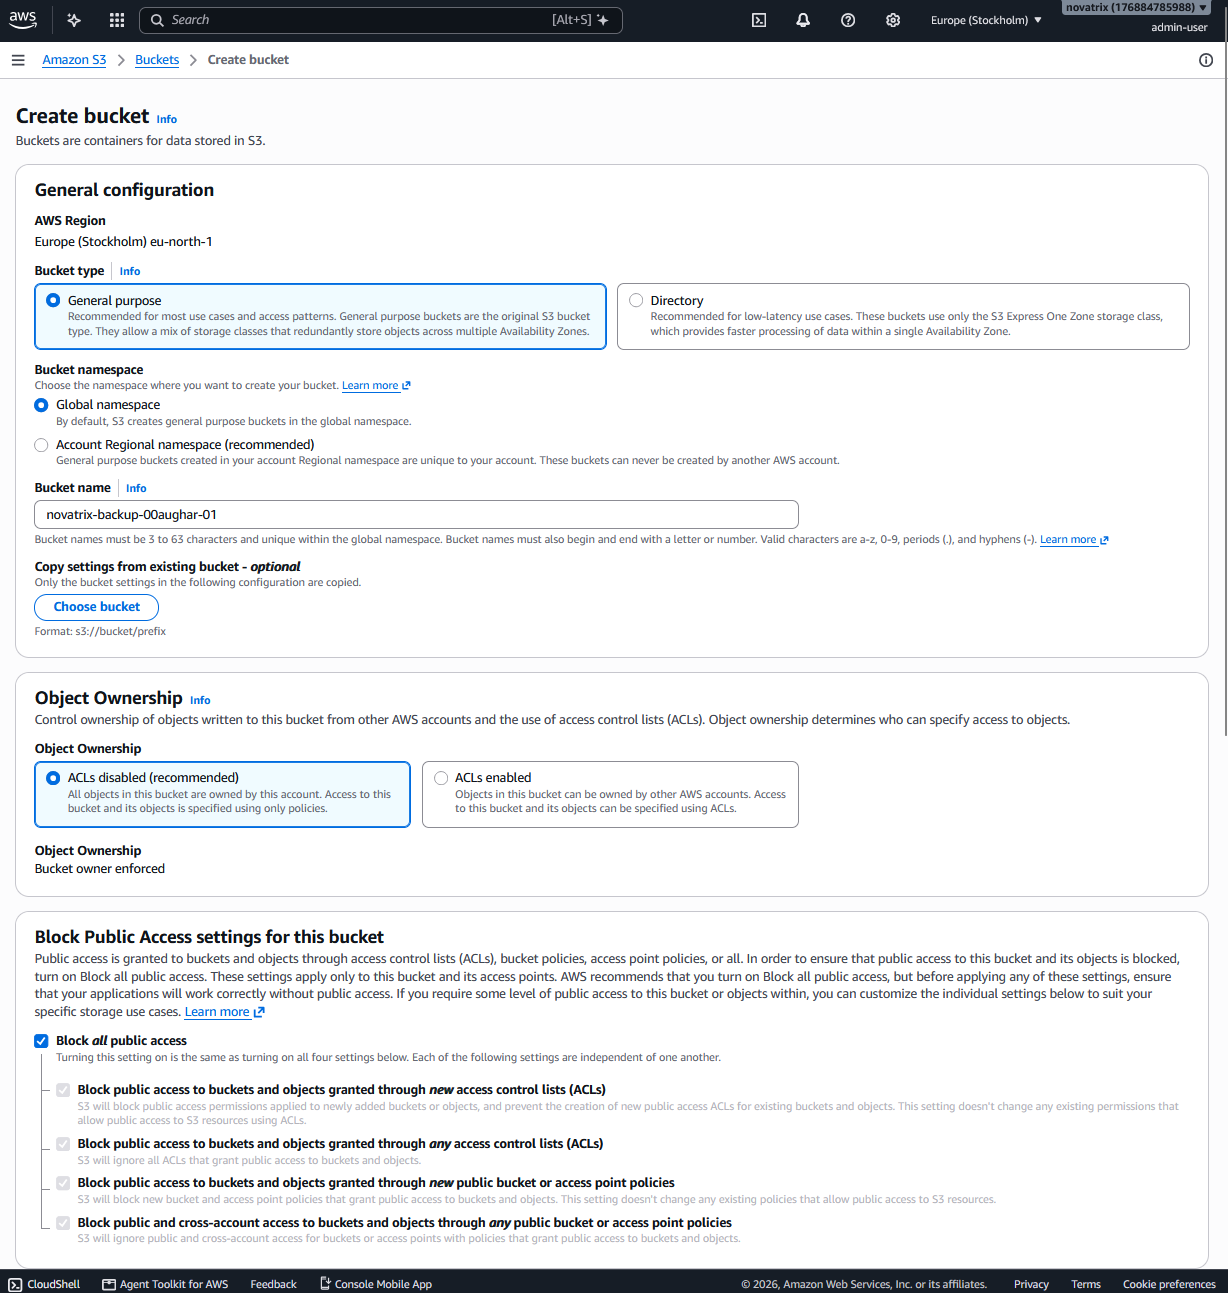 aws
Search [Alt+S]
Europe (Stockholm) ▼
novatrix (176884785988) ▼
admin-user
Amazon S3 > Buckets > Create bucket
Create bucket Info
Buckets are containers for data stored in S3.
General configuration
AWS Region
Europe (Stockholm) eu-north-1
Bucket type Info
General purpose
Recommended for most use cases and access patterns. General purpose buckets are the original S3 bucket
type. They allow a mix of storage classes that redundantly store objects across multiple Availability Zones.
Directory
Recommended for low-latency use cases. These buckets use only the S3 Express One Zone storage class,
which provides faster processing of data within a single Availability Zone.
Bucket namespace
Choose the namespace where you want to create your bucket. Learn more
Global namespace
By default, S3 creates general purpose buckets in the global namespace.
Account Regional namespace (recommended)
General purpose buckets created in your account Regional namespace are unique to your account. These buckets can never be created by another AWS account.
Bucket name Info
novatrix-backup-00aughar-01
Bucket names must be 3 to 63 characters and unique within the global namespace. Bucket names must also begin and end with a letter or number. Valid characters are a-z, 0-9, periods (.), and hyphens (-). Learn more
Copy settings from existing bucket - optional
Only the bucket settings in the following configuration are copied.
Choose bucket
Format: s3://bucket/prefix
Object Ownership Info
Control ownership of objects written to this bucket from other AWS accounts and the use of access control lists (ACLs). Object ownership determines who can specify access to objects.
Object Ownership
ACLs disabled (recommended)
All objects in this bucket are owned by this account. Access to this
bucket and its objects is specified using only policies.
ACLs enabled
Objects in this bucket can be owned by other AWS accounts. Access
to this bucket and its objects can be specified using ACLs.
Object Ownership
Bucket owner enforced
Block Public Access settings for this bucket
Public access is granted to buckets and objects through access control lists (ACLs), bucket policies, access point policies, or all. In order to ensure that public access to this bucket and its objects is blocked,
turn on Block all public access. These settings apply only to this bucket and its access points. AWS recommends that you turn on Block all public access, but before applying any of these settings, ensure
that your applications will work correctly without public access. If you require some level of public access to this bucket or objects within, you can customize the individual settings below to suit your
specific storage use cases. Learn more
Block all public access
Turning this setting on is the same as turning on all four settings below. Each of the following settings are independent of one another.
Block public access to buckets and objects granted through new access control lists (ACLs)
S3 will block public access permissions applied to newly added buckets or objects, and prevent the creation of new public access ACLs for existing buckets and objects. This setting doesn't change any existing permissions that
allow public access to S3 resources using ACLs.
Block public access to buckets and objects granted through any access control lists (ACLs)
S3 will ignore all ACLs that grant public access to buckets and objects.
Block public access to buckets and objects granted through new public bucket or access point policies
S3 will block new bucket and access point policies that grant public access to buckets and objects. This setting doesn't change any existing policies that allow public access to S3 resources.
Block public and cross-account access to buckets and objects through any public bucket or access point policies
S3 will ignore public and cross-account access for buckets or access points with policies that grant public access to buckets and objects.
CloudShell Agent Toolkit for AWS Feedback Console Mobile App © 2026, Amazon Web Services, Inc. or its affiliates. Privacy Terms Cookie preferences